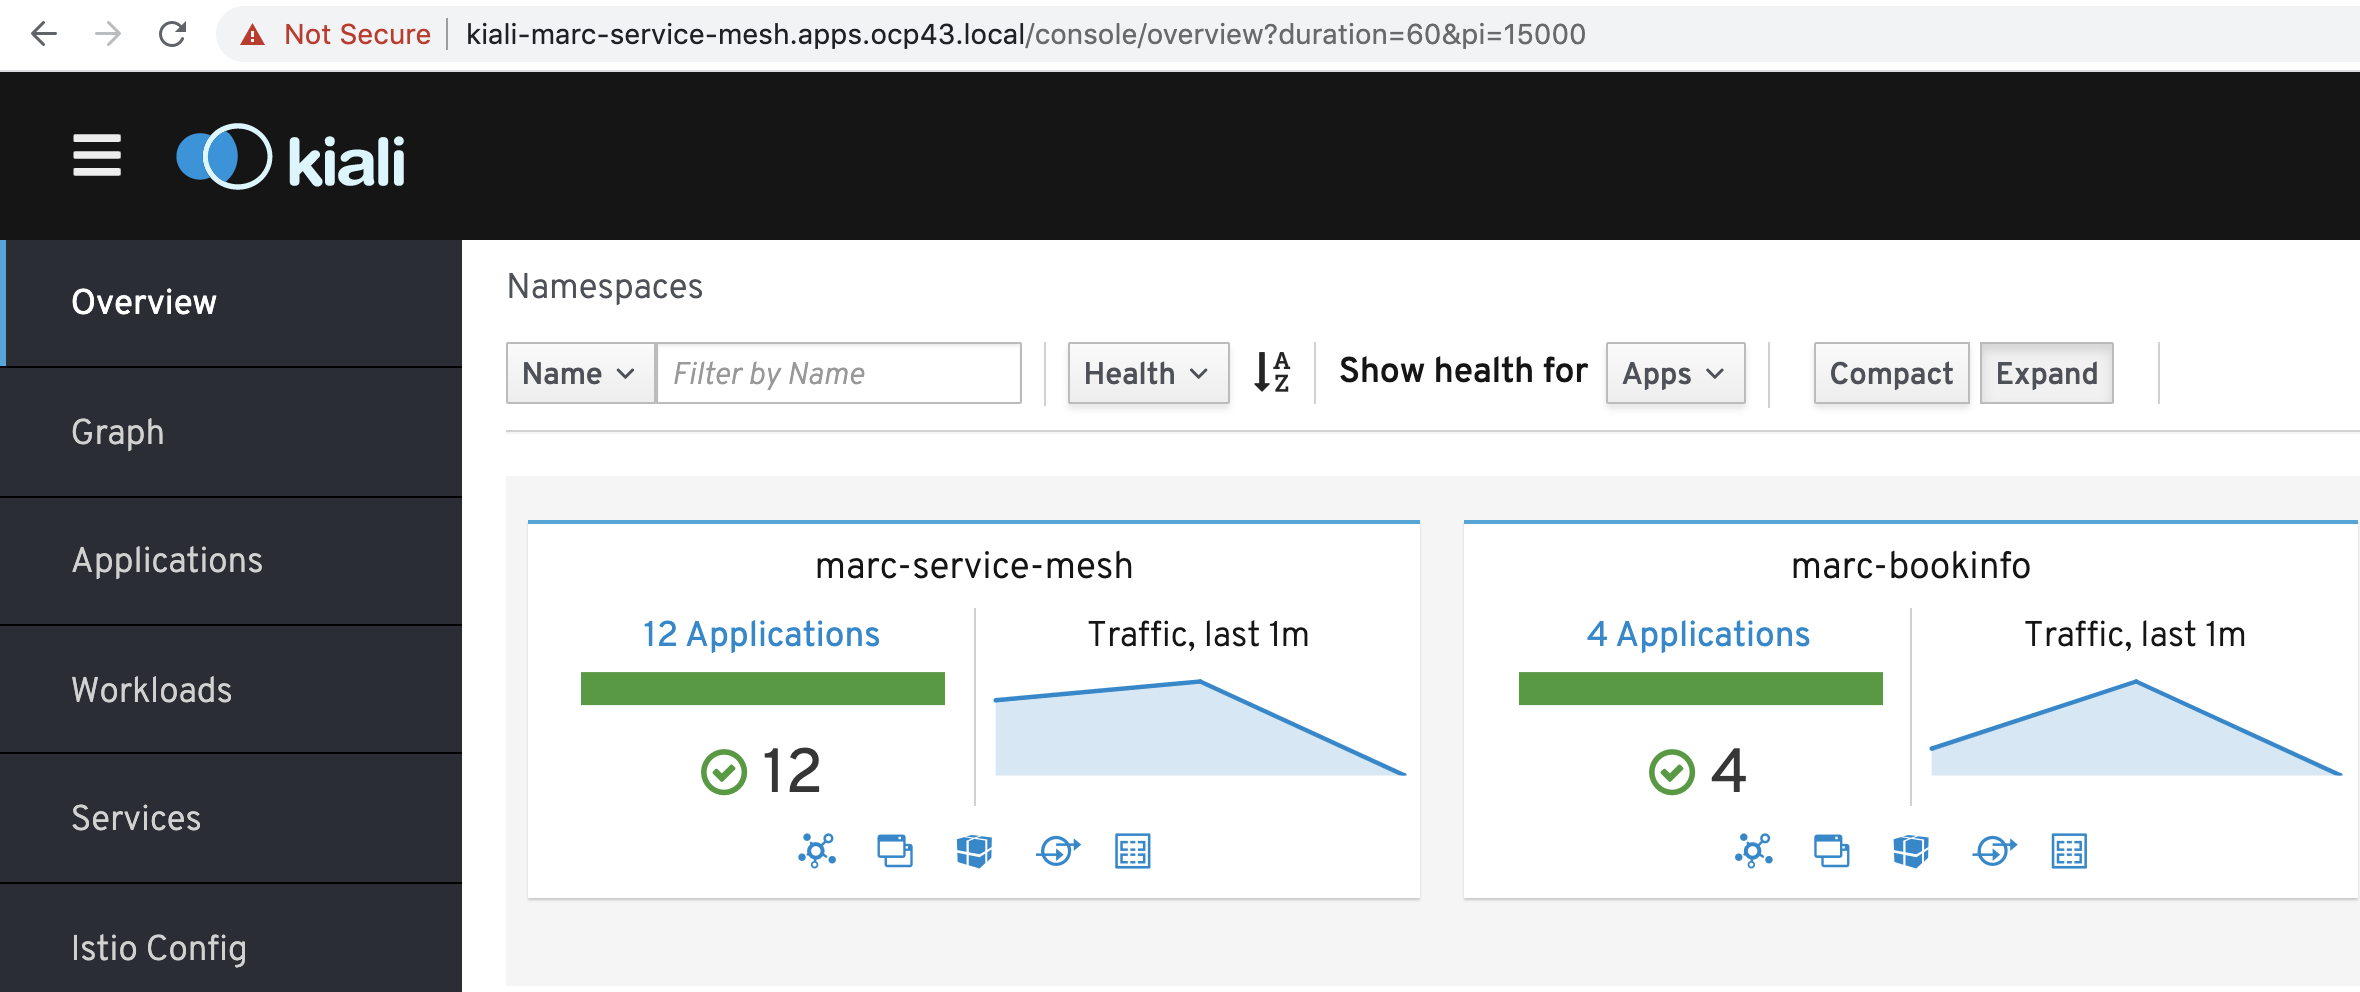 Not Secure kiali-marc-service-mesh.apps.ocp43.local/console/overview?duration=60&pi=15000
kiali
Overview
Graph
Applications
Workloads
Services
Istio Config
Namespaces
Name Filter by Name Health A Z Show health for Apps Compact Expand
marc-service-mesh
12 Applications Traffic, last 1m
12
marc-bookinfo
4 Applications Traffic, last 1m
4